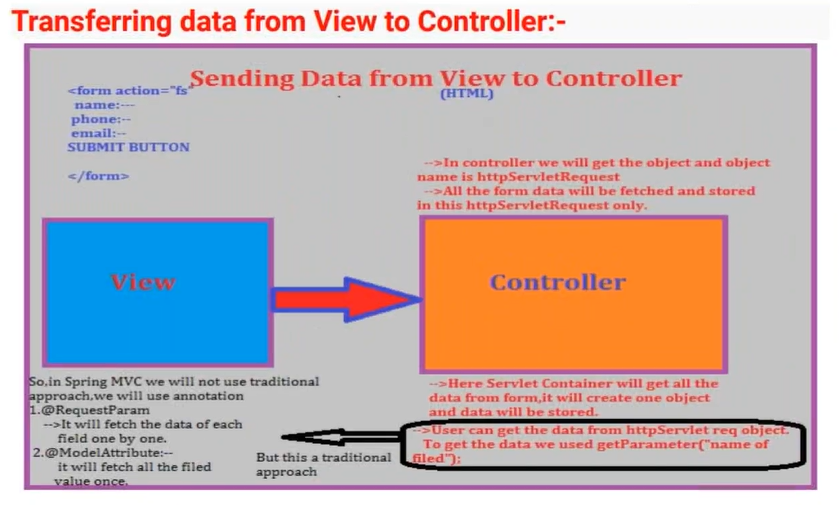 Transferring data from View to Controller:-
Sending Data from View to Controller
(HTML)
<form action="fs"
name:---
phone:--
email:--
SUBMIT BUTTON
</form>
-->In controller we will get the object and object
name is httpServletRequest
-->All the form data will be fetched and stored
in this httpServletRequest only.
View
Controller
So,in Spring MVC we will not use traditional
approach,we will use annotation
1.@RequestParam
-->It will fetch the data of each
field one by one.
2.@ModelAttribute:--
it will fetch all the filed
value once.
But this a traditional
approach
-->Here Servlet Container will get all the
data from form,it will create one object
and data will be stored.
-->User can get the data from httpServlet req object.
To get the data we used getParameter("name of
filed");